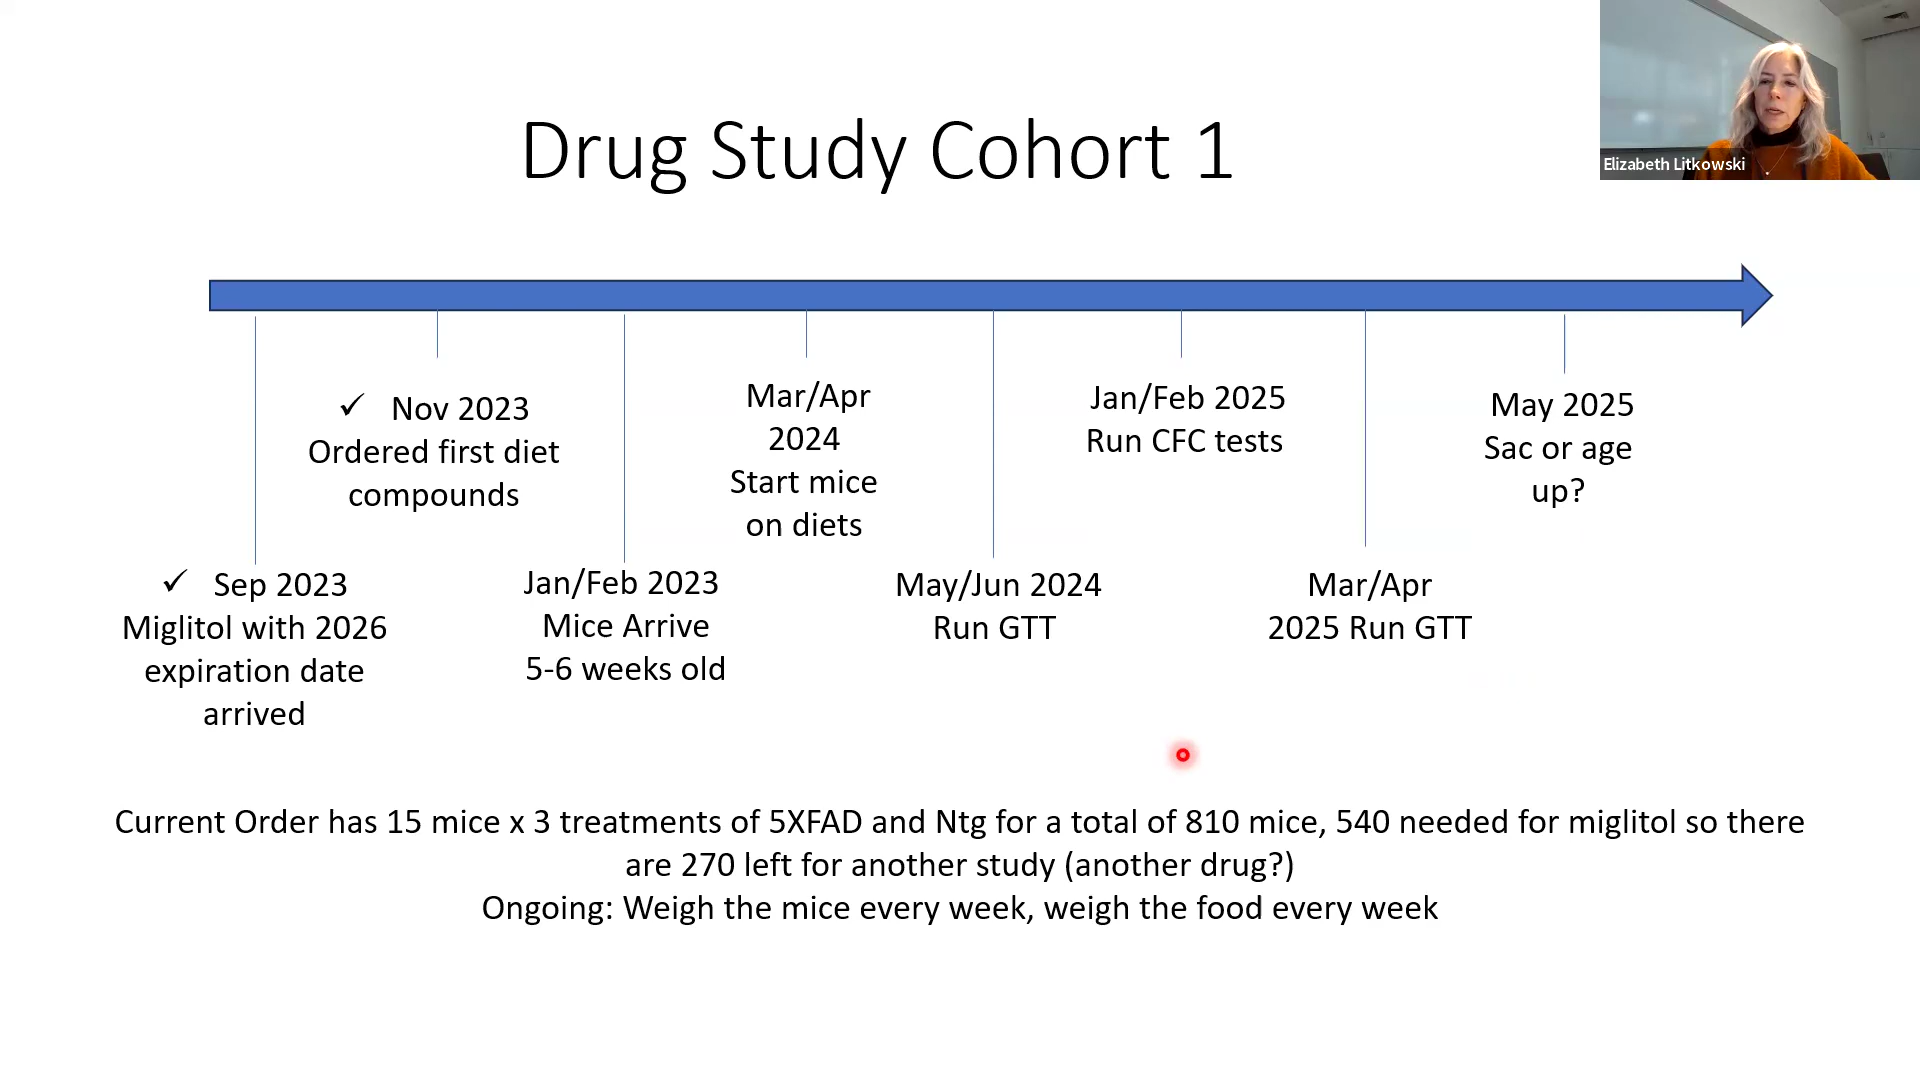 Drug Study Cohort 1
Elizabeth Litkowski
✓ Nov 2023
Ordered first diet
compounds
Mar/Apr
2024
Start mice
on diets
Jan/Feb 2025
Run CFC tests
May 2025
Sac or age
up?
✓ Sep 2023
Miglitol with 2026
expiration date
arrived
Jan/Feb 2023
Mice Arrive
5-6 weeks old
May/Jun 2024
Run GTT
Mar/Apr
2025 Run GTT
Current Order has 15 mice x 3 treatments of 5XFAD and Ntg for a total of 810 mice, 540 needed for miglitol so there
are 270 left for another study (another drug?)
Ongoing: Weigh the mice every week, weigh the food every week